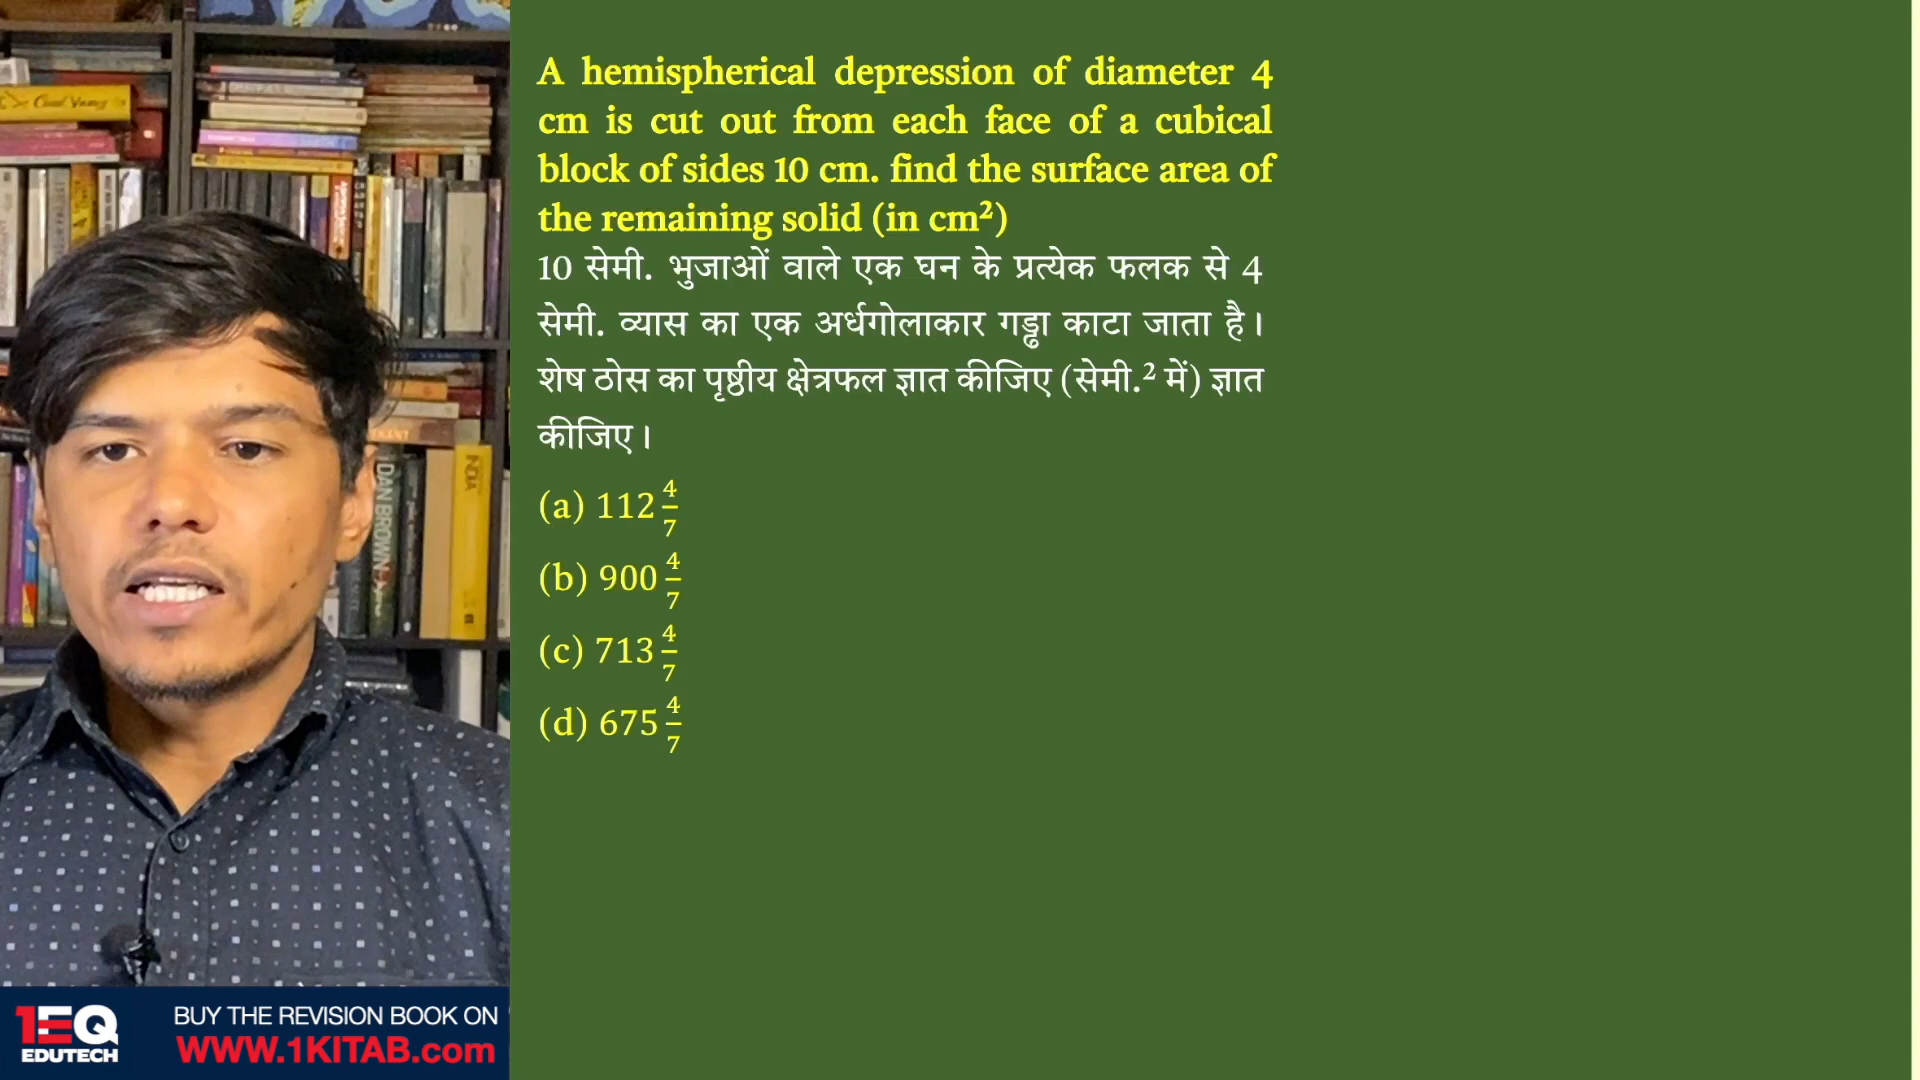 A hemispherical depression of diameter 4
cm is cut out from each face of a cubical
block of sides 10 cm. find the surface area of
the remaining solid (in cm²)
10 सेमी. भुजाओं वाले एक घन के प्रत्येक फलक से 4
सेमी. व्यास का एक अर्धगोलाकार गड्ढा काटा जाता है।
शेष ठोस का पृष्ठीय क्षेत्रफल ज्ञात कीजिए (सेमी.² में) ज्ञात
कीजिए।
(a) 112 4/7
(b) 900 4/7
(c) 713 4/7
(d) 675 4/7
DAN BROWN
INDIA
1EQ
EDUTECH
BUY THE REVISION BOOK ON
WWW.1KITAB.com